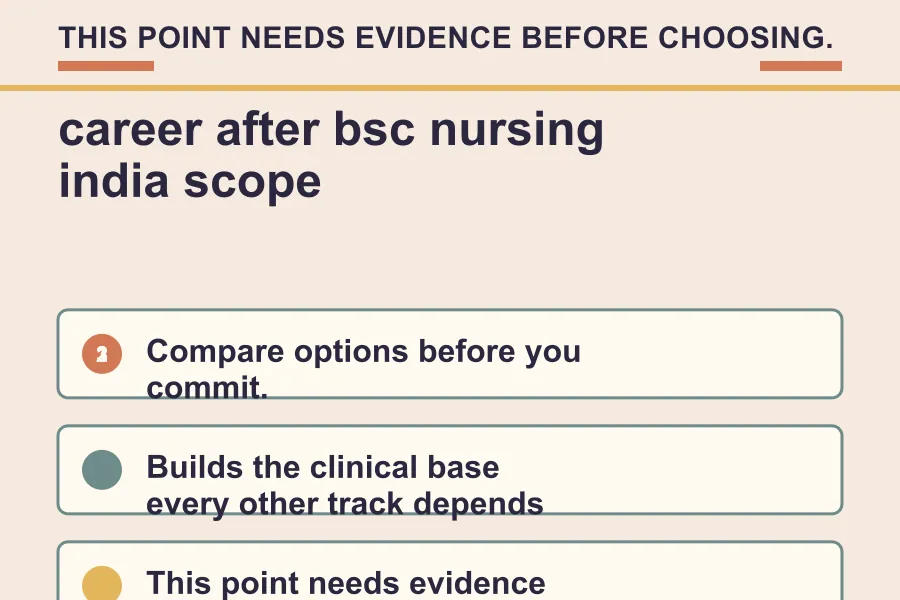 THIS POINT NEEDS EVIDENCE BEFORE CHOOSING.
career after bsc nursing
india scope
Compare options before you
commit.
Builds the clinical base
every other track depends
This point needs evidence